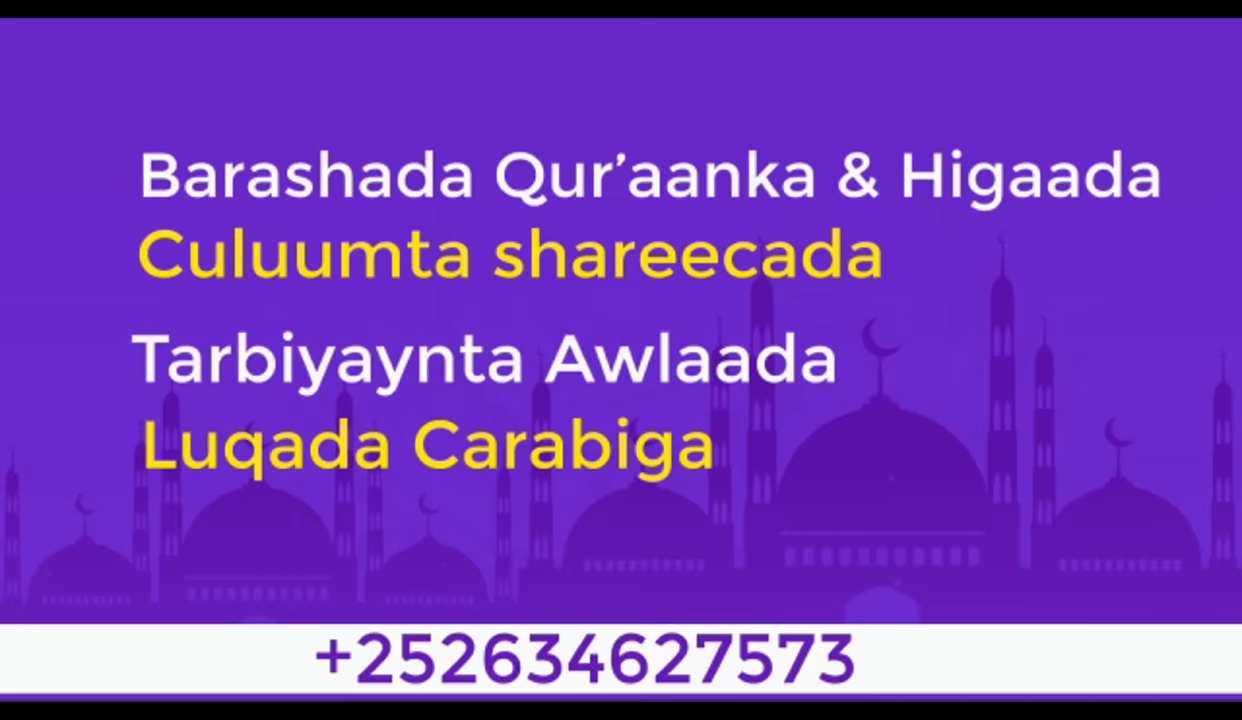 Barashada Qur’aanka & Higaada
Culuumta shareecada
Tarbiyaynta Awlaada
Luqada Carabiga
+252634627573